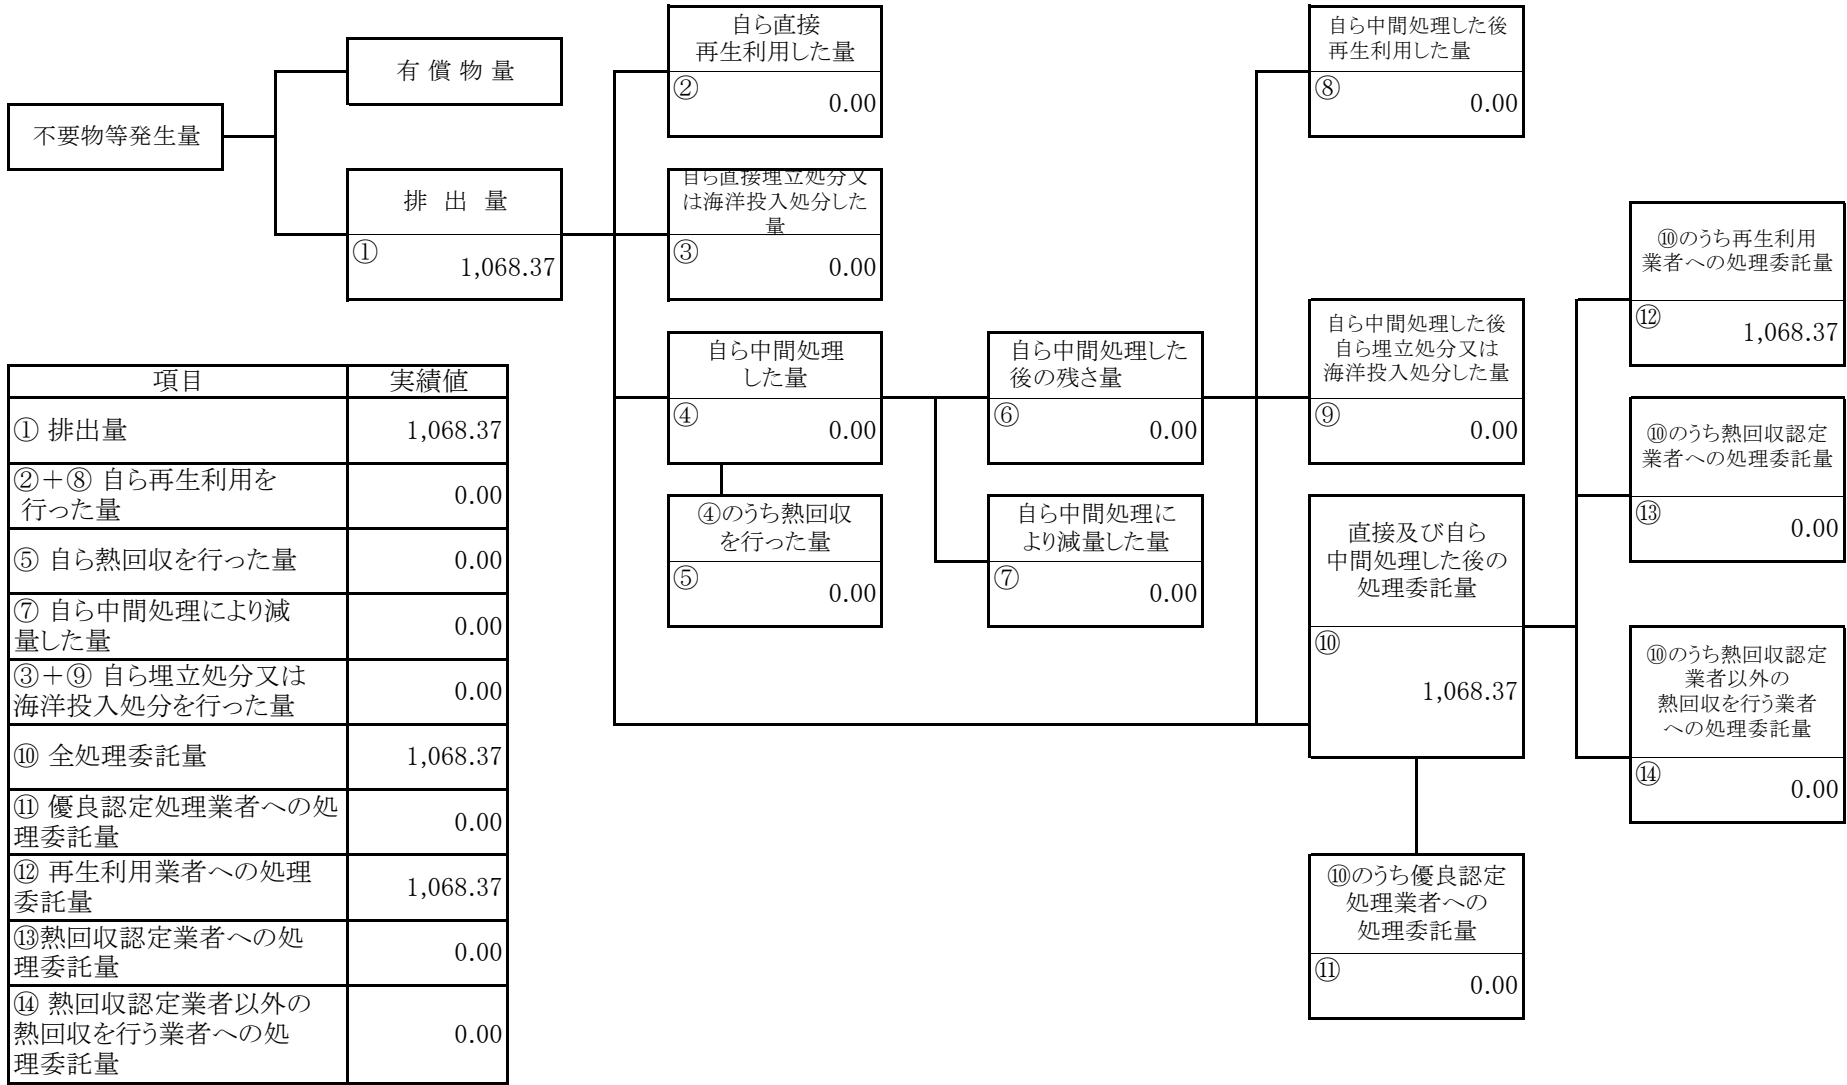 不要物等発生量
有 償 物 量
排 出 量
①
1,068.37
自ら直接
再生利用した量
②
0.00
自ら直接埋立処分又
は海洋投入処分した
量
③
0.00
自ら中間処理
した量
④
0.00
④のうち熱回収
を行った量
⑤
0.00
自ら中間処理した
後の残さ量
⑥
0.00
自ら中間処理に
より減量した量
⑦
0.00
自ら中間処理した後
再生利用した量
⑧
0.00
自ら中間処理した後
自ら埋立処分又は
海洋投入処分した量
⑨
0.00
直接及び自ら
中間処理した後の
処理委託量
⑩
1,068.37
⑩のうち優良認定
処理業者への
処理委託量
⑪
0.00
⑩のうち再生利用
業者への処理委託量
⑫
1,068.37
⑩のうち熱回収認定
業者への処理委託量
⑬
0.00
⑩のうち熱回収認定
業者以外の
熱回収を行う業者
への処理委託量
⑭
0.00
項目 実績値
① 排出量 1,068.37
②＋⑧ 自ら再生利用を
行った量
0.00
⑤ 自ら熱回収を行った量 0.00
⑦ 自ら中間処理により減
量した量
0.00
③＋⑨ 自ら埋立処分又は
海洋投入処分を行った量
0.00
⑩ 全処理委託量 1,068.37
⑪ 優良認定処理業者への処
理委託量
0.00
⑫ 再生利用業者への処理
委託量
1,068.37
⑬熱回収認定業者への処
理委託量
0.00
⑭ 熱回収認定業者以外の
熱回収を行う業者への処
理委託量
0.00